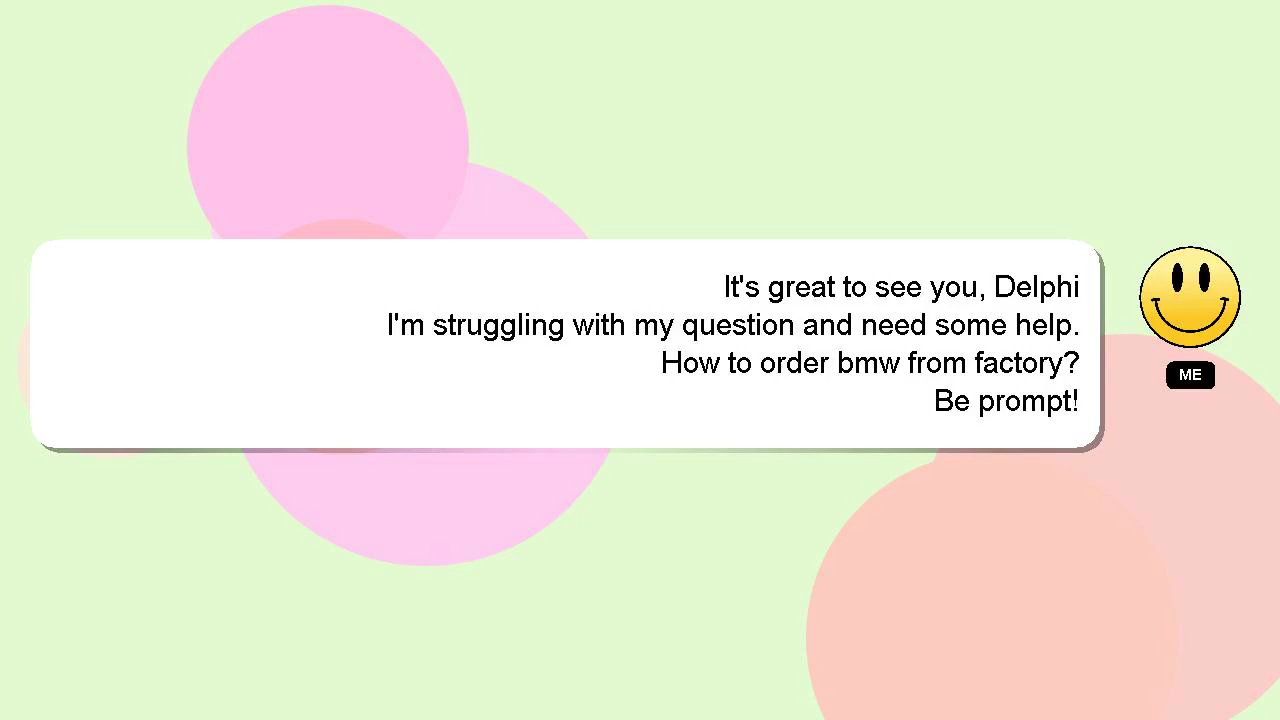 It's great to see you, Delphi
I'm struggling with my question and need some help.
How to order bmw from factory?
Be prompt!
ME